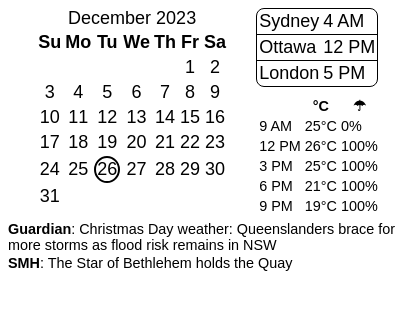 December 2023
Su Mo Tu We Th Fr Sa
1 2
3 4 5 6 7 8 9
10 11 12 13 14 15 16
17 18 19 20 21 22 23
24 25 26 27 28 29 30
31
Sydney 4 AM
Ottawa 12 PM
London 5 PM
°C ☂
9 AM 25°C 0%
12 PM 26°C 100%
3 PM 25°C 100%
6 PM 21°C 100%
9 PM 19°C 100%
Guardian: Christmas Day weather: Queenslanders brace for
more storms as flood risk remains in NSW
SMH: The Star of Bethlehem holds the Quay